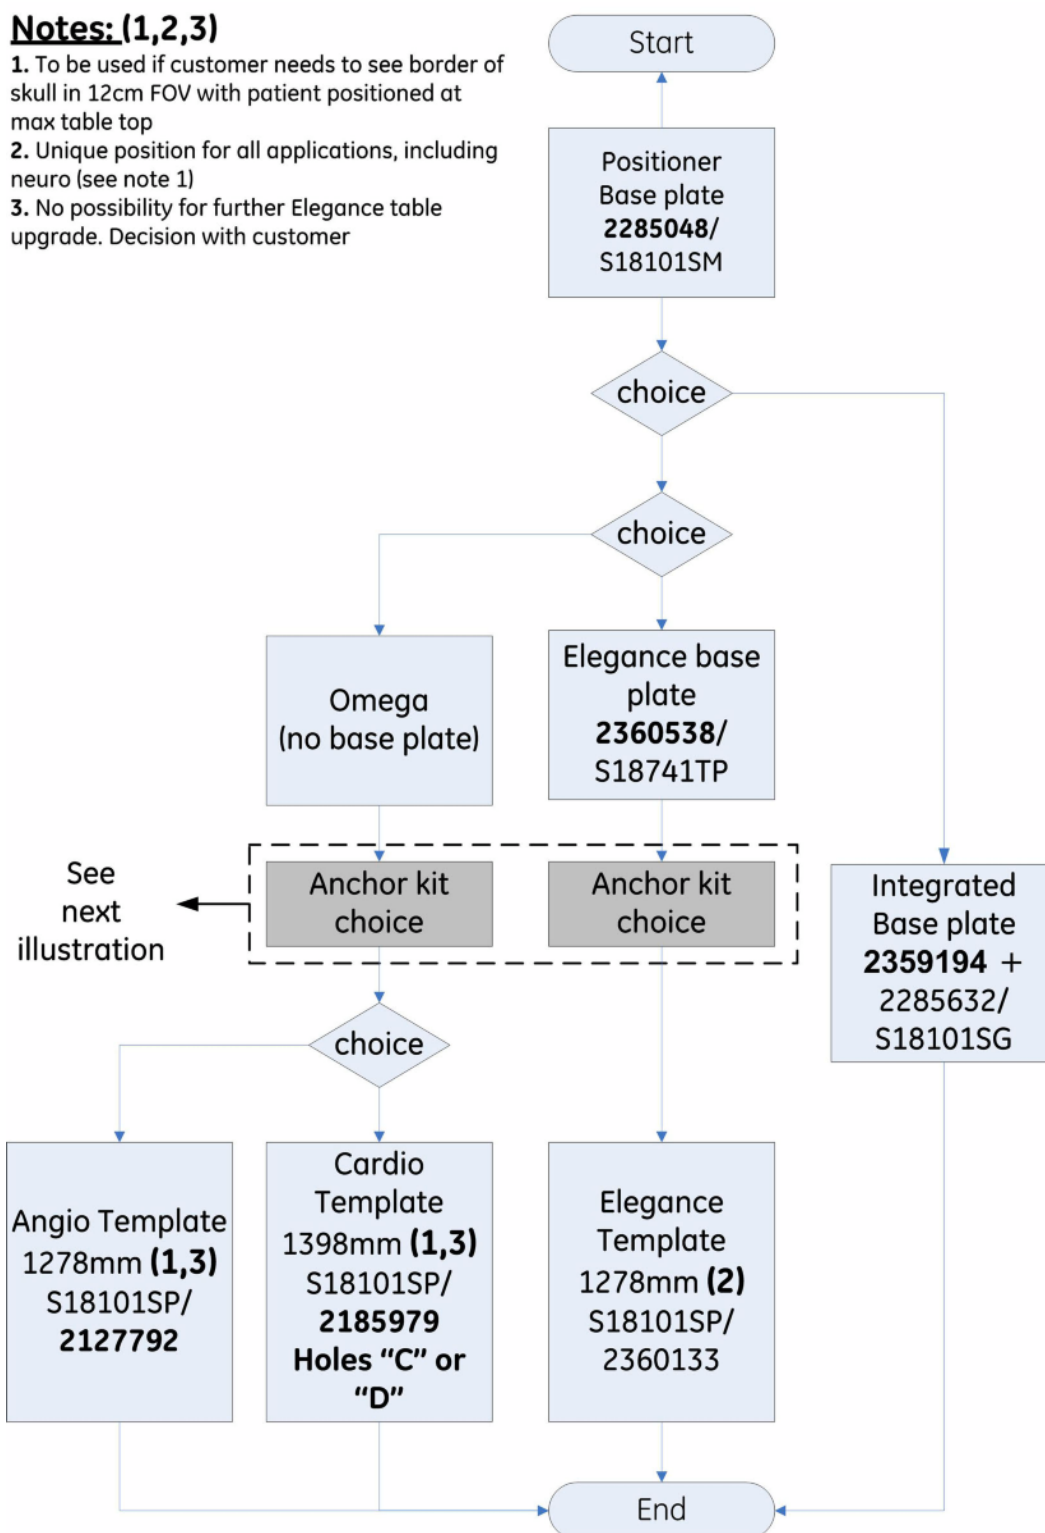 Notes: (1,2,3)
1. To be used if customer needs to see border of
skull in 12cm FOV with patient positioned at
max table top
2. Unique position for all applications, including
neuro (see note 1)
3. No possibility for further Elegance table
upgrade. Decision with customer
Start
Positioner
Base plate
2285048/
S18101SM
choice
choice
Omega
(no base plate)
Elegance base
plate
2360538/
S18741TP
See
next
illustration
Anchor kit
choice
Anchor kit
choice
Integrated
Base plate
2359194 +
2285632/
S18101SG
choice
Angio Template
1278mm (1,3)
S18101SP/
2127792
Cardio
Template
1398mm (1,3)
S18101SP/
2185979
Holes “C” or
“D”
Elegance
Template
1278mm (2)
S18101SP/
2360133
End